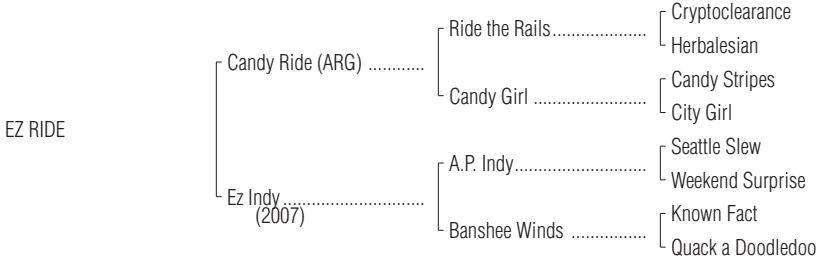 Cryptoclearance
Ride the Rails....................
Herbalesian
Candy Ride (ARG) ............
Candy Stripes
Candy Girl ........................
City Girl
EZ RIDE
Seattle Slew
A.P. Indy............................
Weekend Surprise
Ez Indy..............................
(2007)
Known Fact
Banshee Winds ................
Quack a Doodledoo